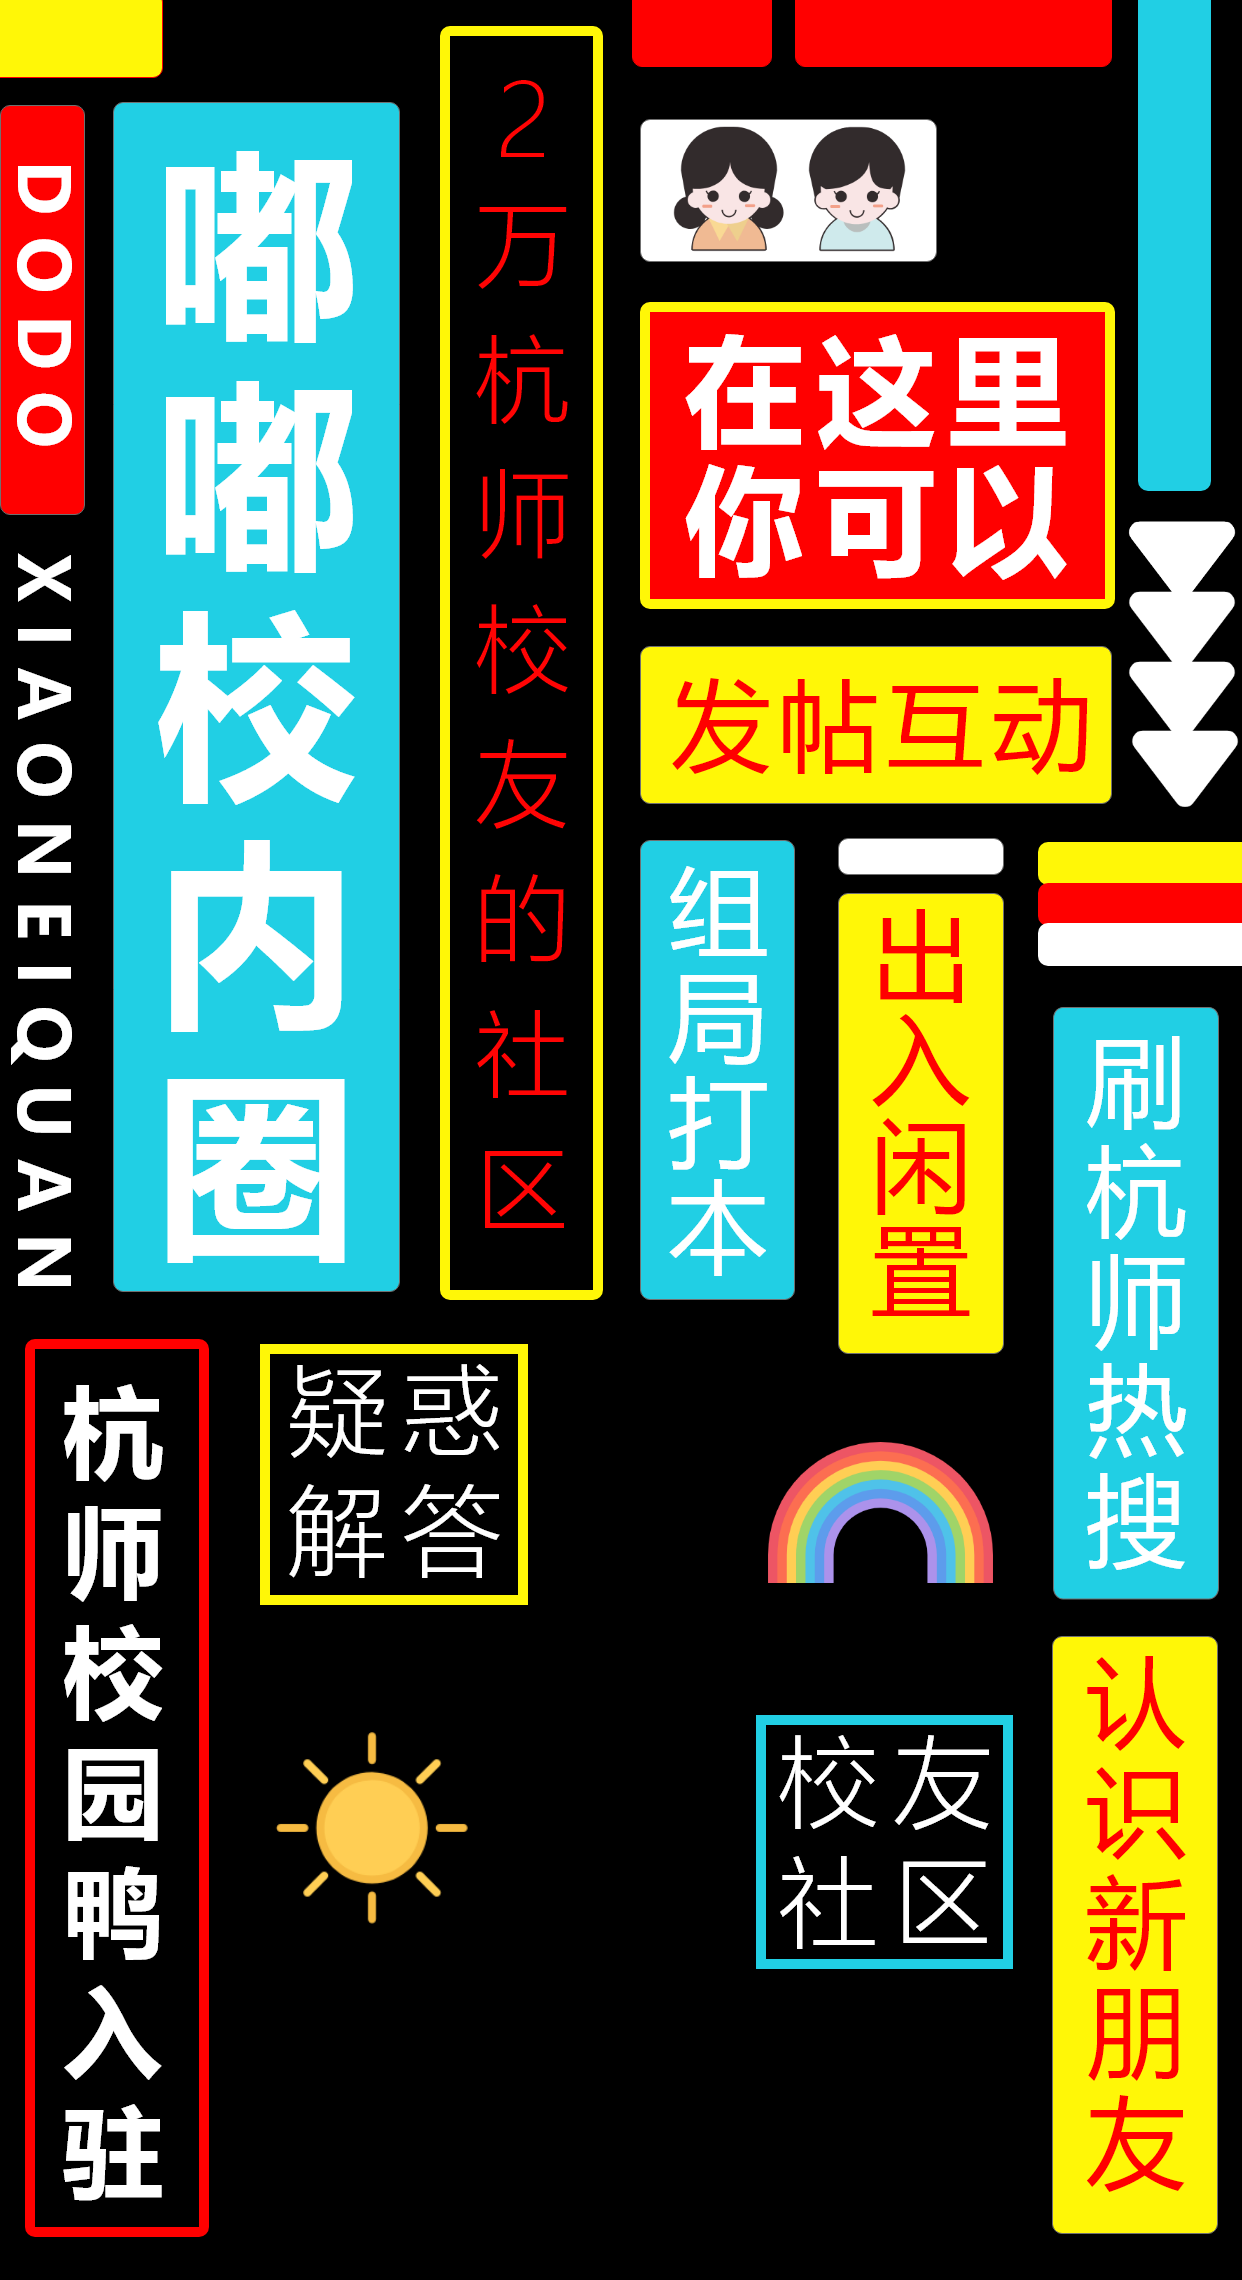 DODO XIAONEIQUAN
嘟嘟校内圈
2万杭师校友的社区
在这里
你可以
发帖互动
组局打本
出入闲置
刷杭师热搜
杭师校园鸭入驻
疑惑
解答
校友
社区
认识新朋友